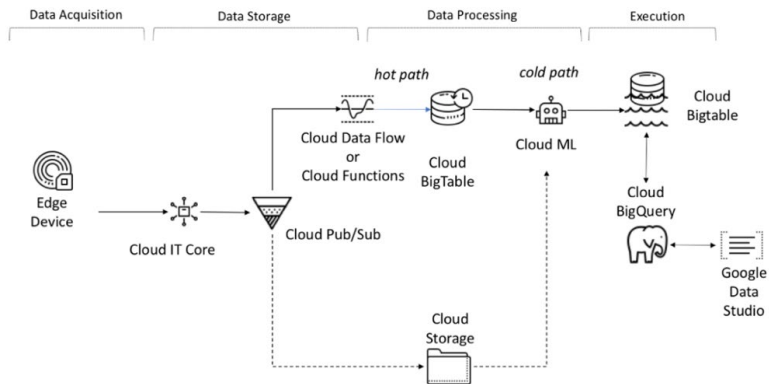 Data Acquisition
Data Storage
Data Processing
Execution
hot path
cold path
Cloud Data Flow
or
Cloud Functions
Cloud
BigTable
Cloud ML
Cloud
Bigtable
Edge
Device
Cloud IT Core
Cloud Pub/Sub
Cloud
BigQuery
Google
Data
Studio
Cloud
Storage